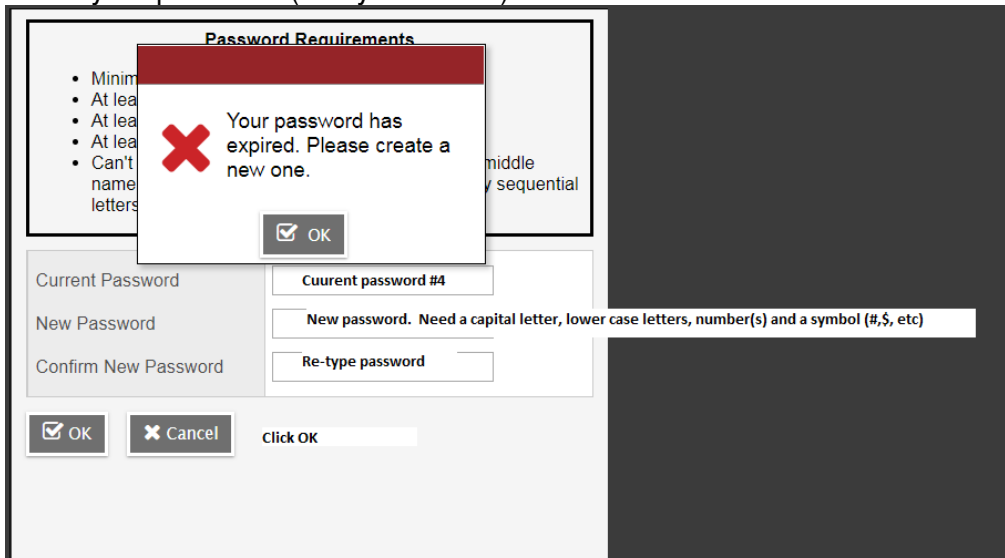 Password Requirements
• Minim
• At lea
• At lea
• At lea
• Can't
niddle
name
y sequential
letters
Your password has
expired. Please create a
new one.
OK
Current Password
Cuurent password #4
New Password
New password. Need a capital letter, lower case letters, number(s) and a symbol (#,$, etc)
Confirm New Password
Re-type password
OK
Cancel
Click OK